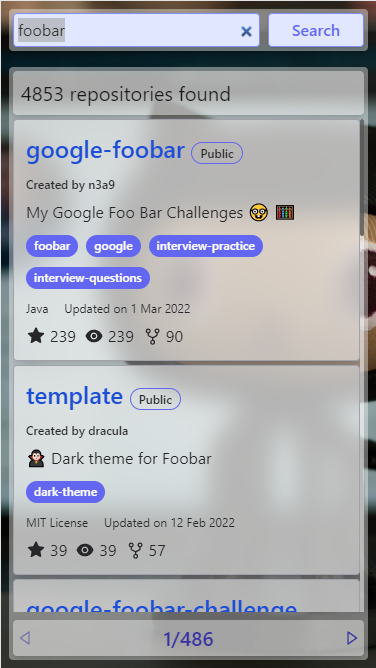 foobar
Search
4853 repositories found
google-foobar Public
Created by n3a9
My Google Foo Bar Challenges 🤓 🧮
foobar google interview-practice
interview-questions
Java Updated on 1 Mar 2022
239 239 90
template Public
Created by dracula
🧛🏻‍♂️ Dark theme for Foobar
dark-theme
MIT License Updated on 12 Feb 2022
39 39 57
google-foobar-challenge
1/486